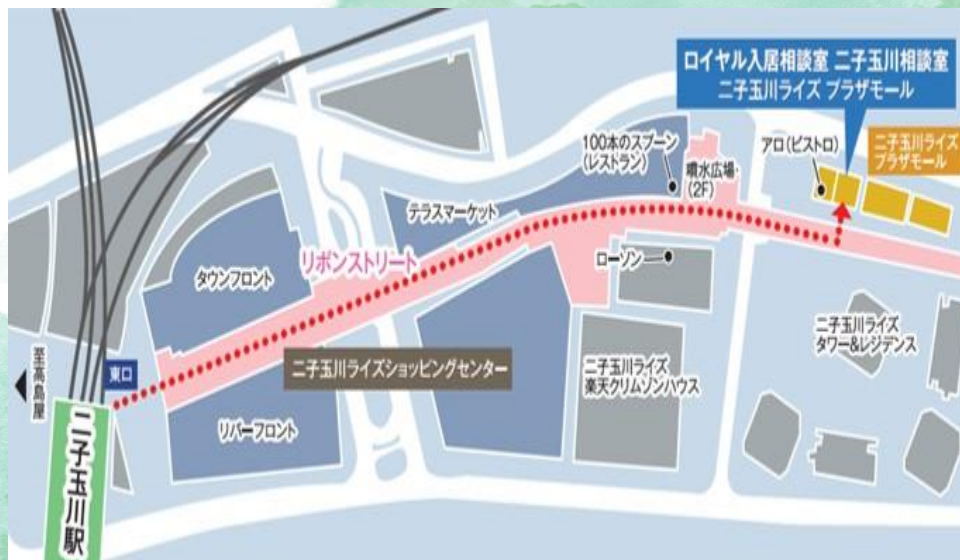 ロイヤル入居相談室 二子玉川相談室
二子玉川ライズ プラザモール
100本のスプーン
(レストラン)
噴水広場
(2F)
アロ(ビストロ)
二子玉川ライズ
プラザモール
テラスマーケット
リボンストリート
タウンフロント
ローソン
二子玉川ライズ
タワー&レジデンス
二子玉川ライズショッピングセンター
二子玉川ライズ
楽天クリムゾンハウス
至高島屋
東口
リバーフロント
二子玉川駅